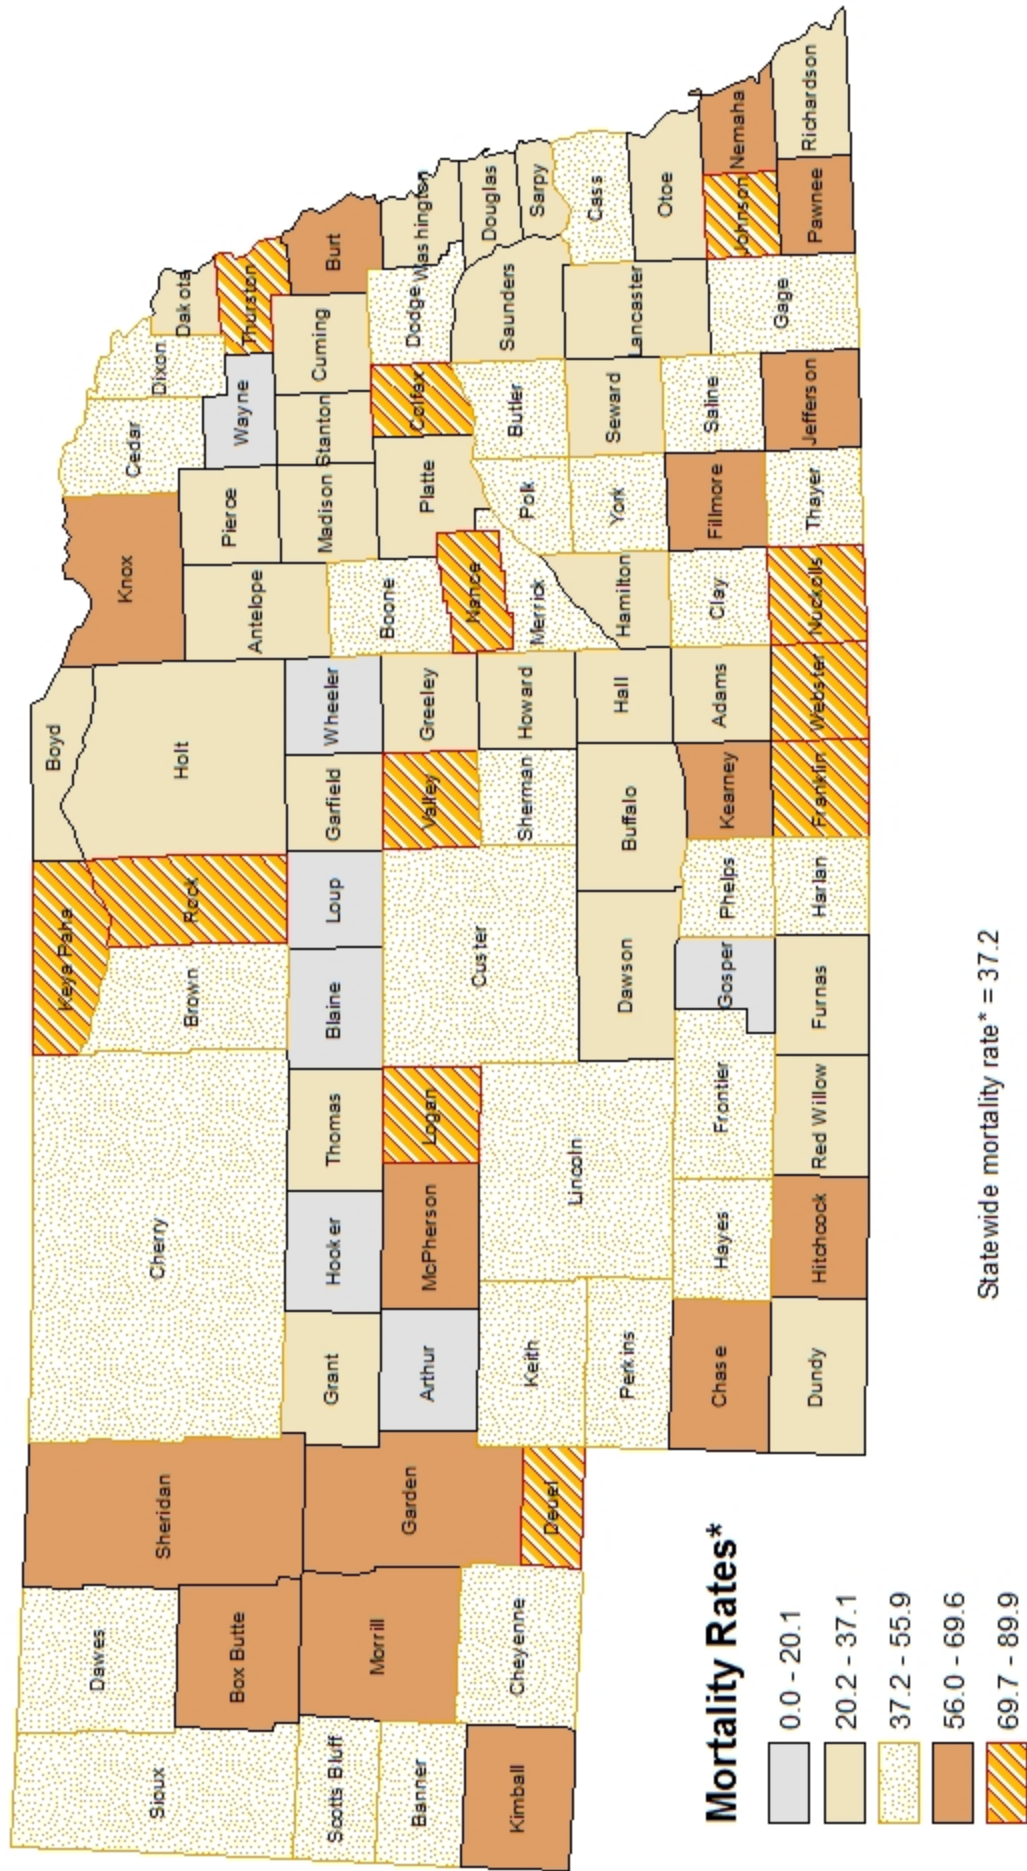 Sioux
Dawes
Sheridan
Cherry
Keya Paha
Boyd
Brown
Rock
Holt
Knox
Cedar
Dixon
Dakota
Box Butte
Scotts Bluff
Banner
Kimball
Morrill
Cheyenne
Garden
Deuel
Grant
Hooker
Thomas
Blaine
Loup
Garfield
Wheeler
Antelope
Pierce
Wayne
Thurston
Arthur
McPherson
Logan
Custer
Valley
Greeley
Boone
Madison
Stanton
Cuming
Burt
Keith
Lincoln
Sherman
Howard
Nance
Merrick
Platte
Colfax
Dodge
Washington
Perkins
Dawson
Buffalo
Hall
Hamilton
Polk
York
Butler
Seward
Saunders
Lancaster
Douglas
Sarpy
Cass
Otoe
Chase
Hayes
Frontier
Gosper
Phelps
Kearney
Adams
Clay
Fillmore
Saline
Gage
Johnson
Nemaha
Dundy
Hitchcock
Red Willow
Furnas
Harlan
Franklin
Webster
Nuckolls
Thayer
Jefferson
Pawnee
Richardson
Mortality Rates*
0.0 - 20.1
20.2 - 37.1
37.2 - 55.9
56.0 - 69.6
69.7 - 89.9
Statewide mortality rate* = 37.2